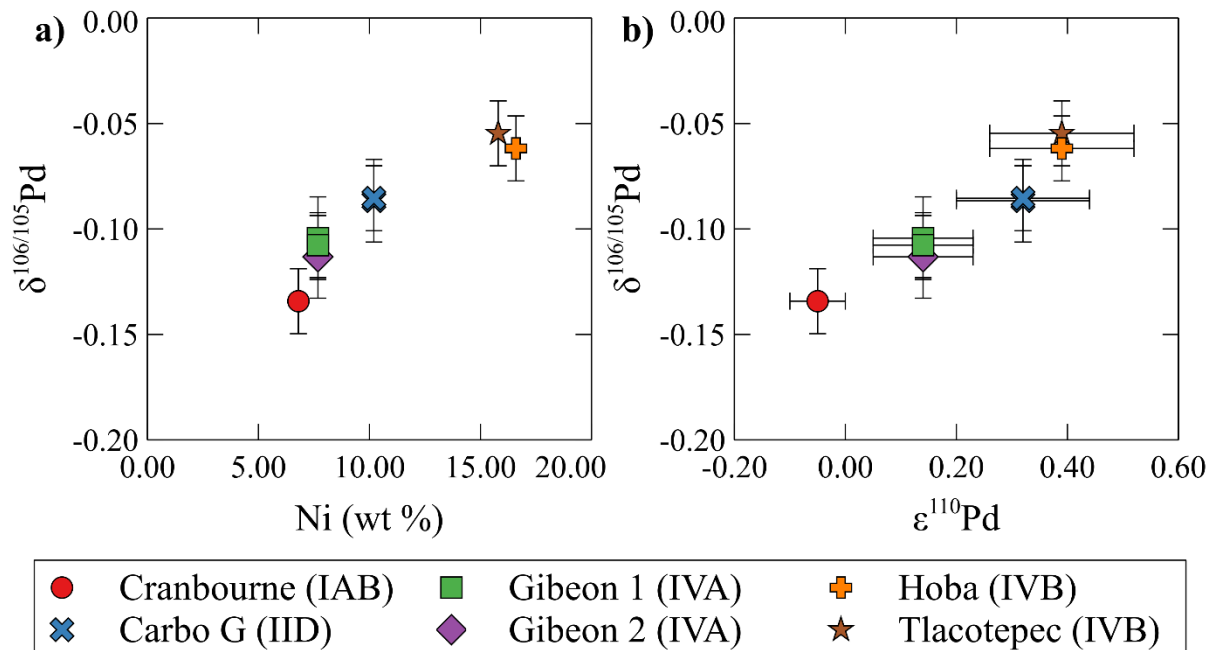 a)
0.00
-0.05
-0.10
-0.15
-0.20
δ¹⁰⁶/¹⁰⁵Pd
0.00 5.00 10.00 15.00 20.00
Ni (wt %)
b)
0.00
-0.05
-0.10
-0.15
-0.20
δ¹⁰⁶/¹⁰⁵Pd
-0.20 0.00 0.20 0.40 0.60
ε¹¹⁰Pd
Cranbourne (IAB) Gibeon 1 (IVA) Hoba (IVB)
Carbo G (IID) Gibeon 2 (IVA) Tlacotepec (IVB)